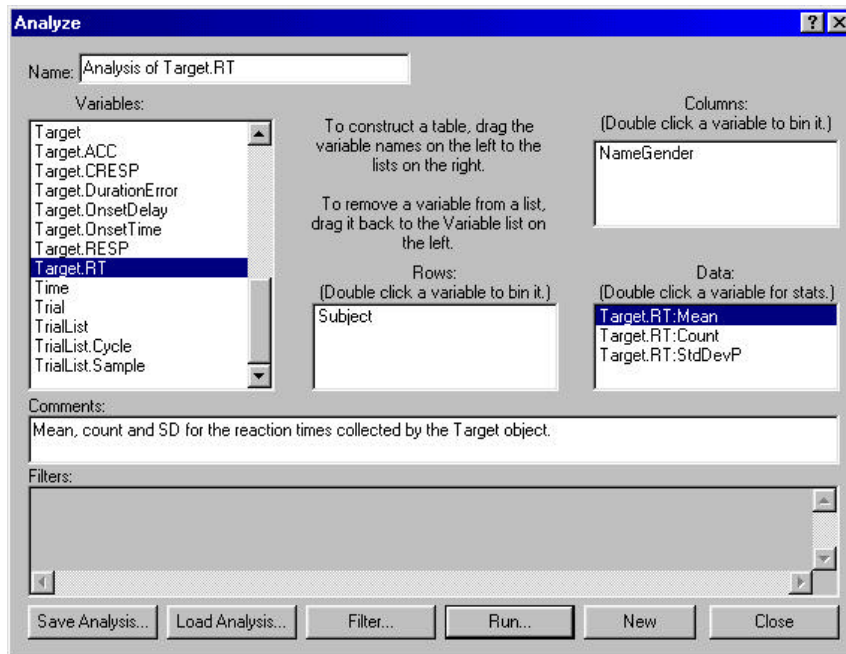 Analyze
Name: Analysis of Target.RT
Variables:
Target
Target.ACC
Target.CRESP
Target.DurationError
Target.OnsetDelay
Target.OnsetTime
Target.RESP
Target.RT
Time
Trial
TrialList
TrialList.Cycle
TrialList.Sample
To construct a table, drag the
variable names on the left to the
lists on the right.
To remove a variable from a list,
drag it back to the Variable list on
the left.
Columns:
(Double click a variable to bin it.)
NameGender
Rows:
(Double click a variable to bin it.)
Subject
Data:
(Double click a variable for stats.)
Target.RT:Mean
Target.RT:Count
Target.RT:StdDevP
Comments:
Mean, count and SD for the reaction times collected by the Target object.
Filters:
Save Analysis...
Load Analysis...
Filter...
Run...
New
Close